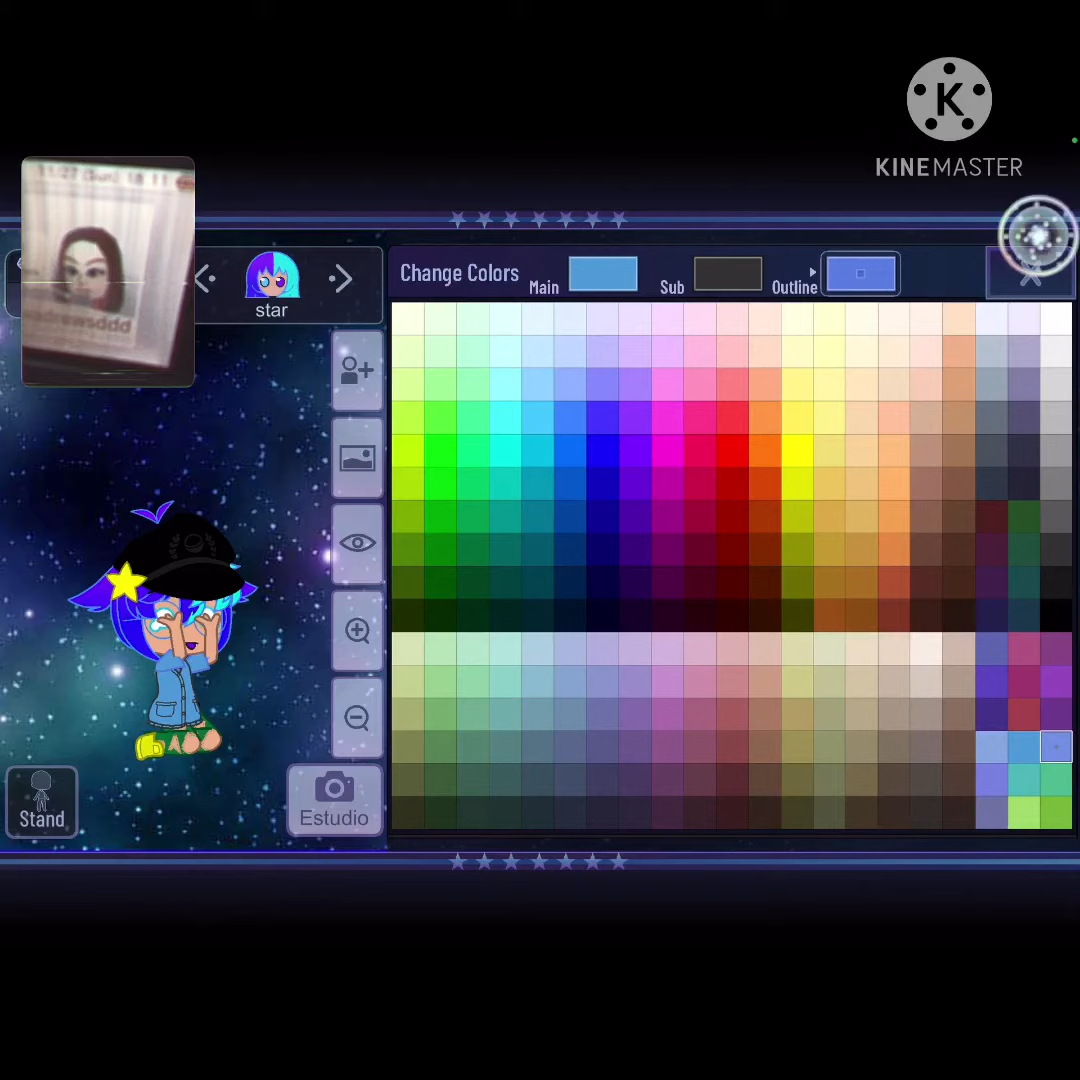 KINEMASTER
star
Change Colors
Main
Sub
Outline
Stand
Estudio